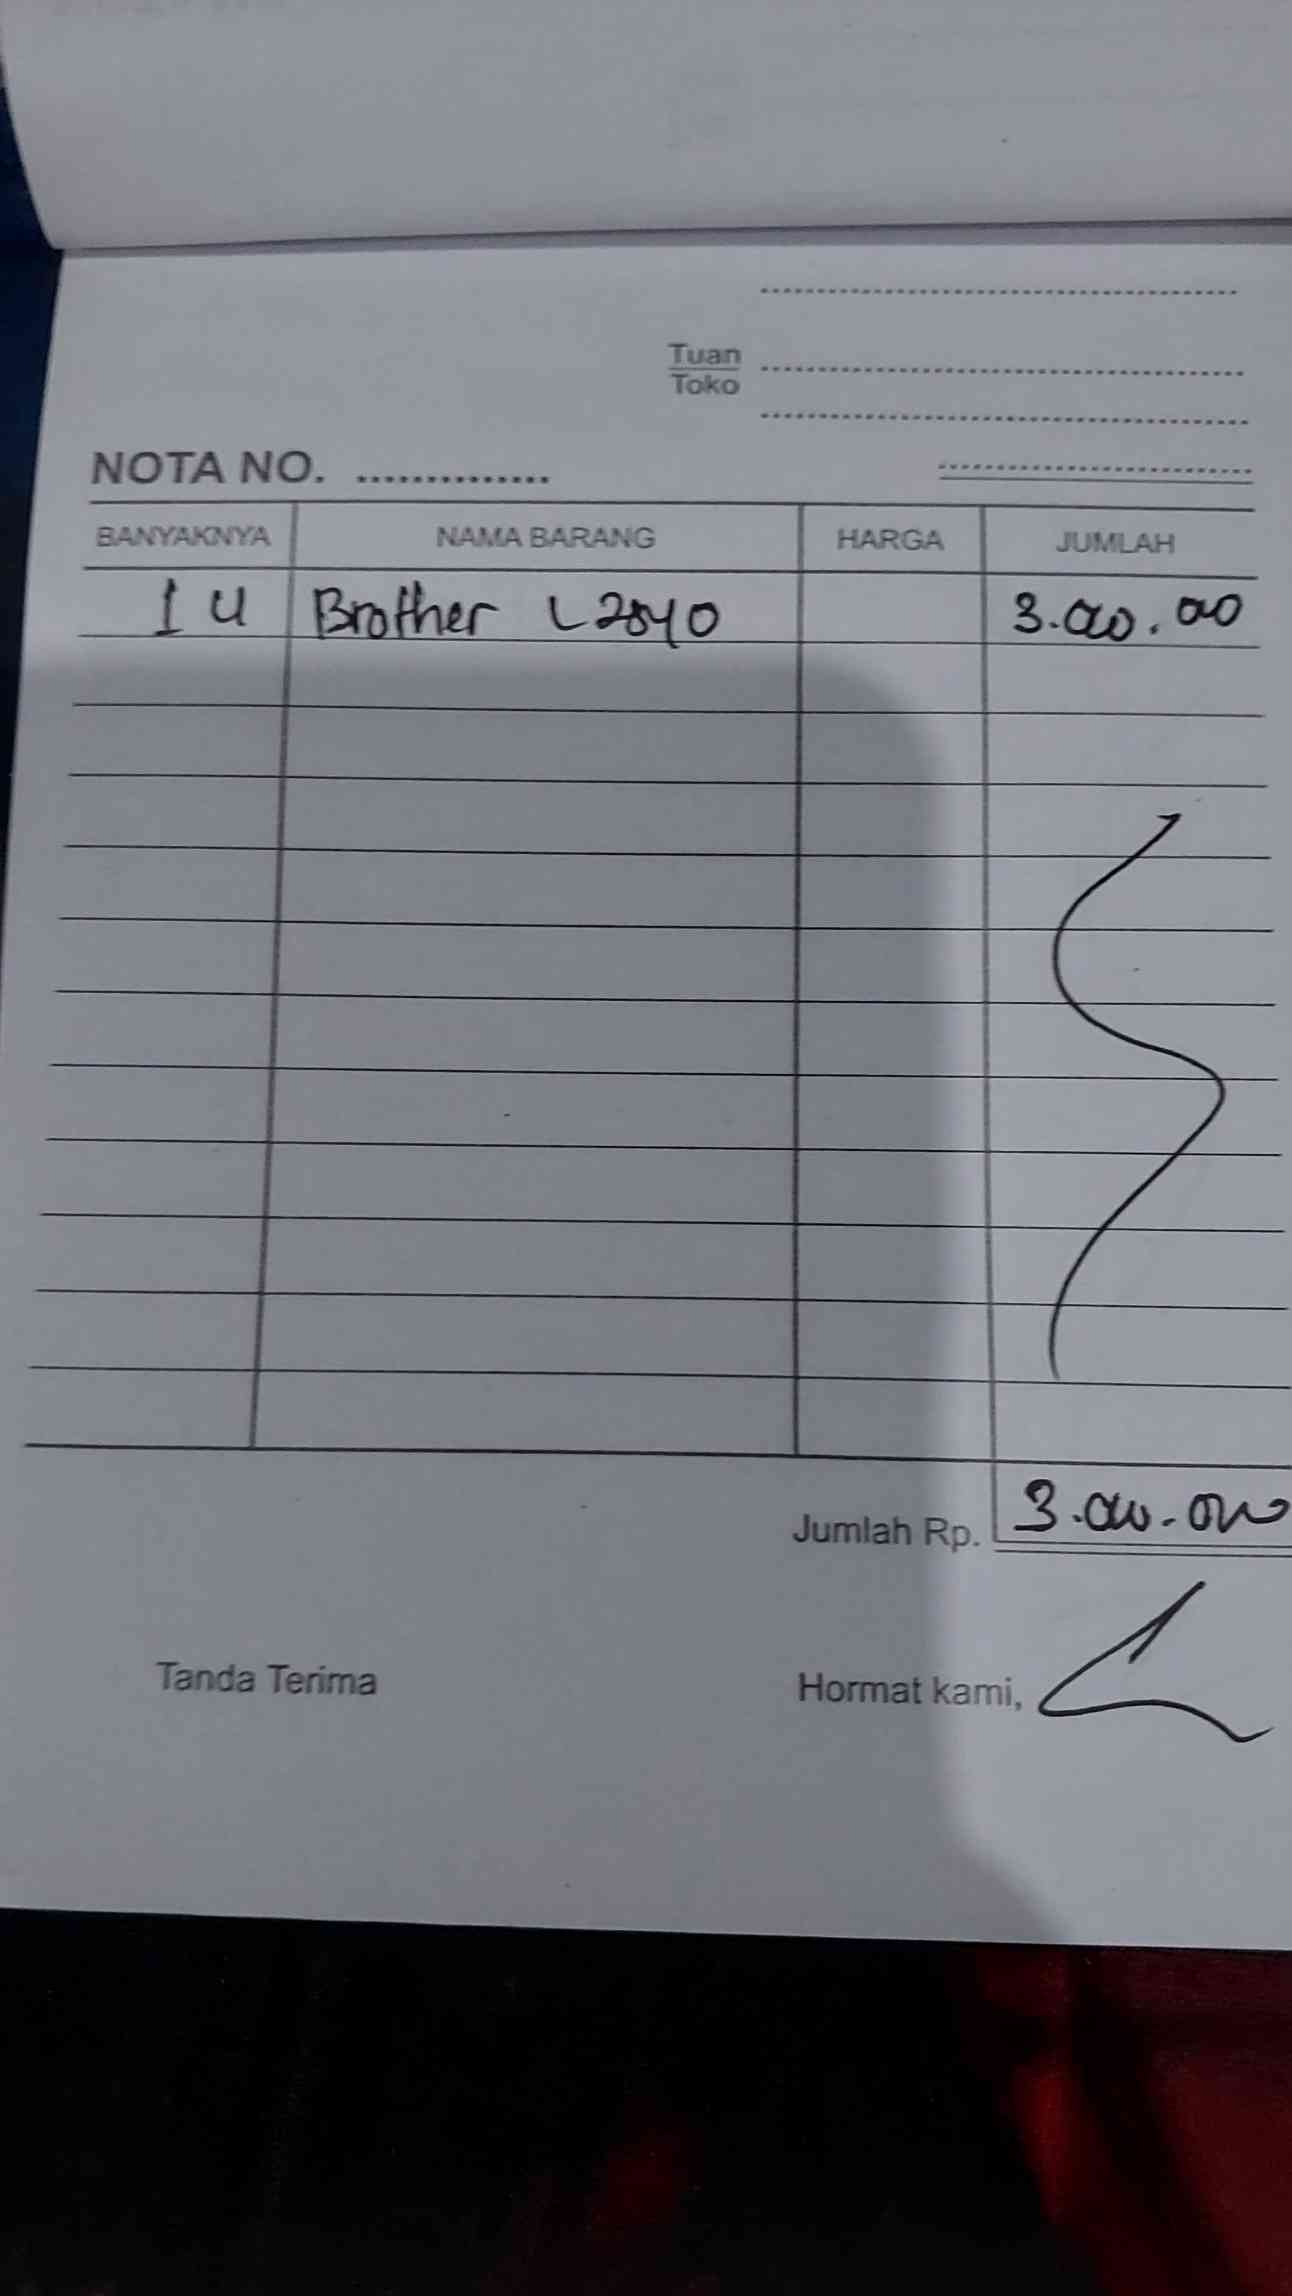 Tuan
Toko
NOTA NO. ..............
BANYAKNYA NAMA BARANG HARGA JUMLAH
1 U Brother L2540 3.000.000
Jumlah Rp. 3.000.000
Tanda Terima Hormat kami,